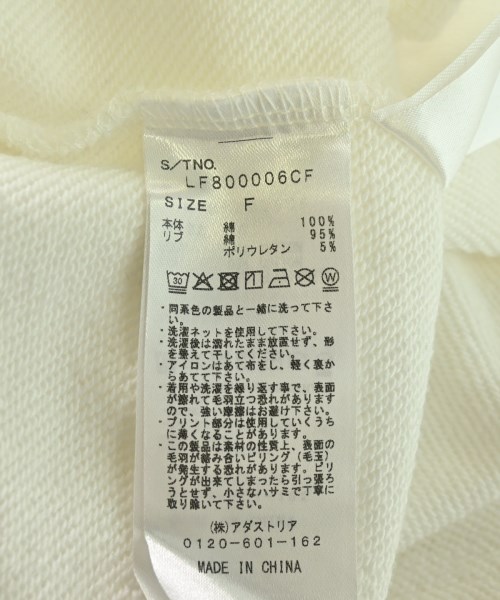 S/TNO.
LF800006CF
SIZE F
本体 綿 100%
リブ 綿 95%
ポリウレタン 5%
30 W
・同系色の製品と一緒に洗って下さ
い。
・洗濯ネットを使用して下さい。
・洗濯後は濡れたまま放置せず、形
を整えて干してください。
・アイロンはあて布をし、軽く裏か
らあてて下さい。
・着用や洗濯を繰り返す事で、表面
が擦れて毛羽立つ恐れがあります
ので、強い摩擦はお避け下さい。
・プリント部分は使用していくうち
に薄くなることがあります。
・この製品は素材の性質上、表面の
毛羽が絡み合いピリング(毛玉)
が発生する恐れがあります。ピリ
ングが出来てしまったら引っ張ろ
うとせず、小さなハサミで丁寧に
取り除いて下さい。
(株)アダストリア
0120-601-162
MADE IN CHINA